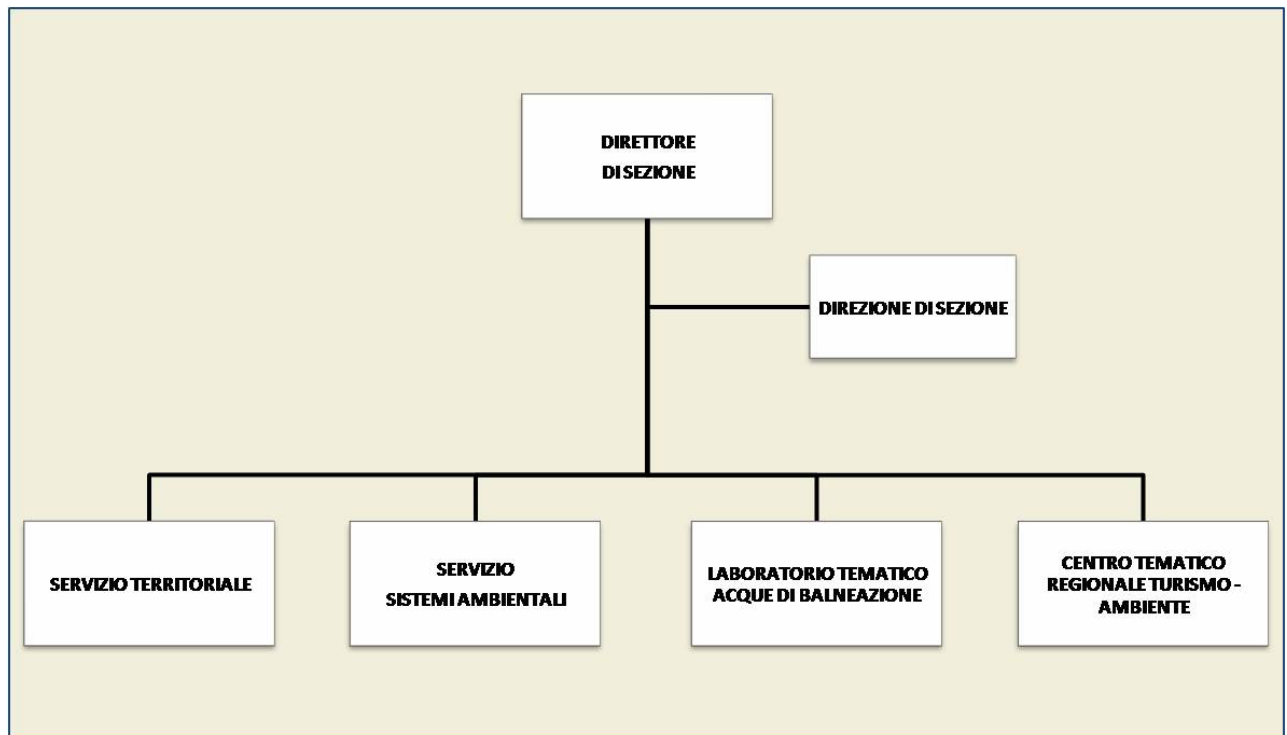 DIRETTORE
DI SEZIONE
DIREZIONE DI SEZIONE
SERVIZIO TERRITORIALE
SERVIZIO
SISTEMI AMBIENTALI
LABORATORIO TEMATICO
ACQUE DI BALNEAZIONE
CENTRO TEMATICO
REGIONALE TURISMO -
AMBIENTE